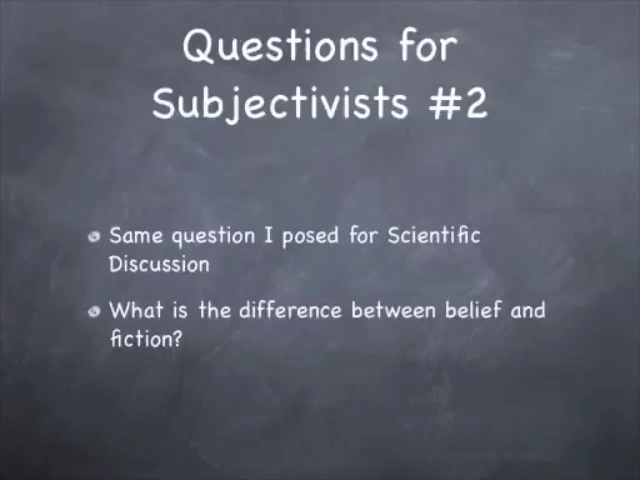 Questions for
Subjectivists #2
Same question I posed for Scientific
Discussion
What is the difference between belief and
fiction?